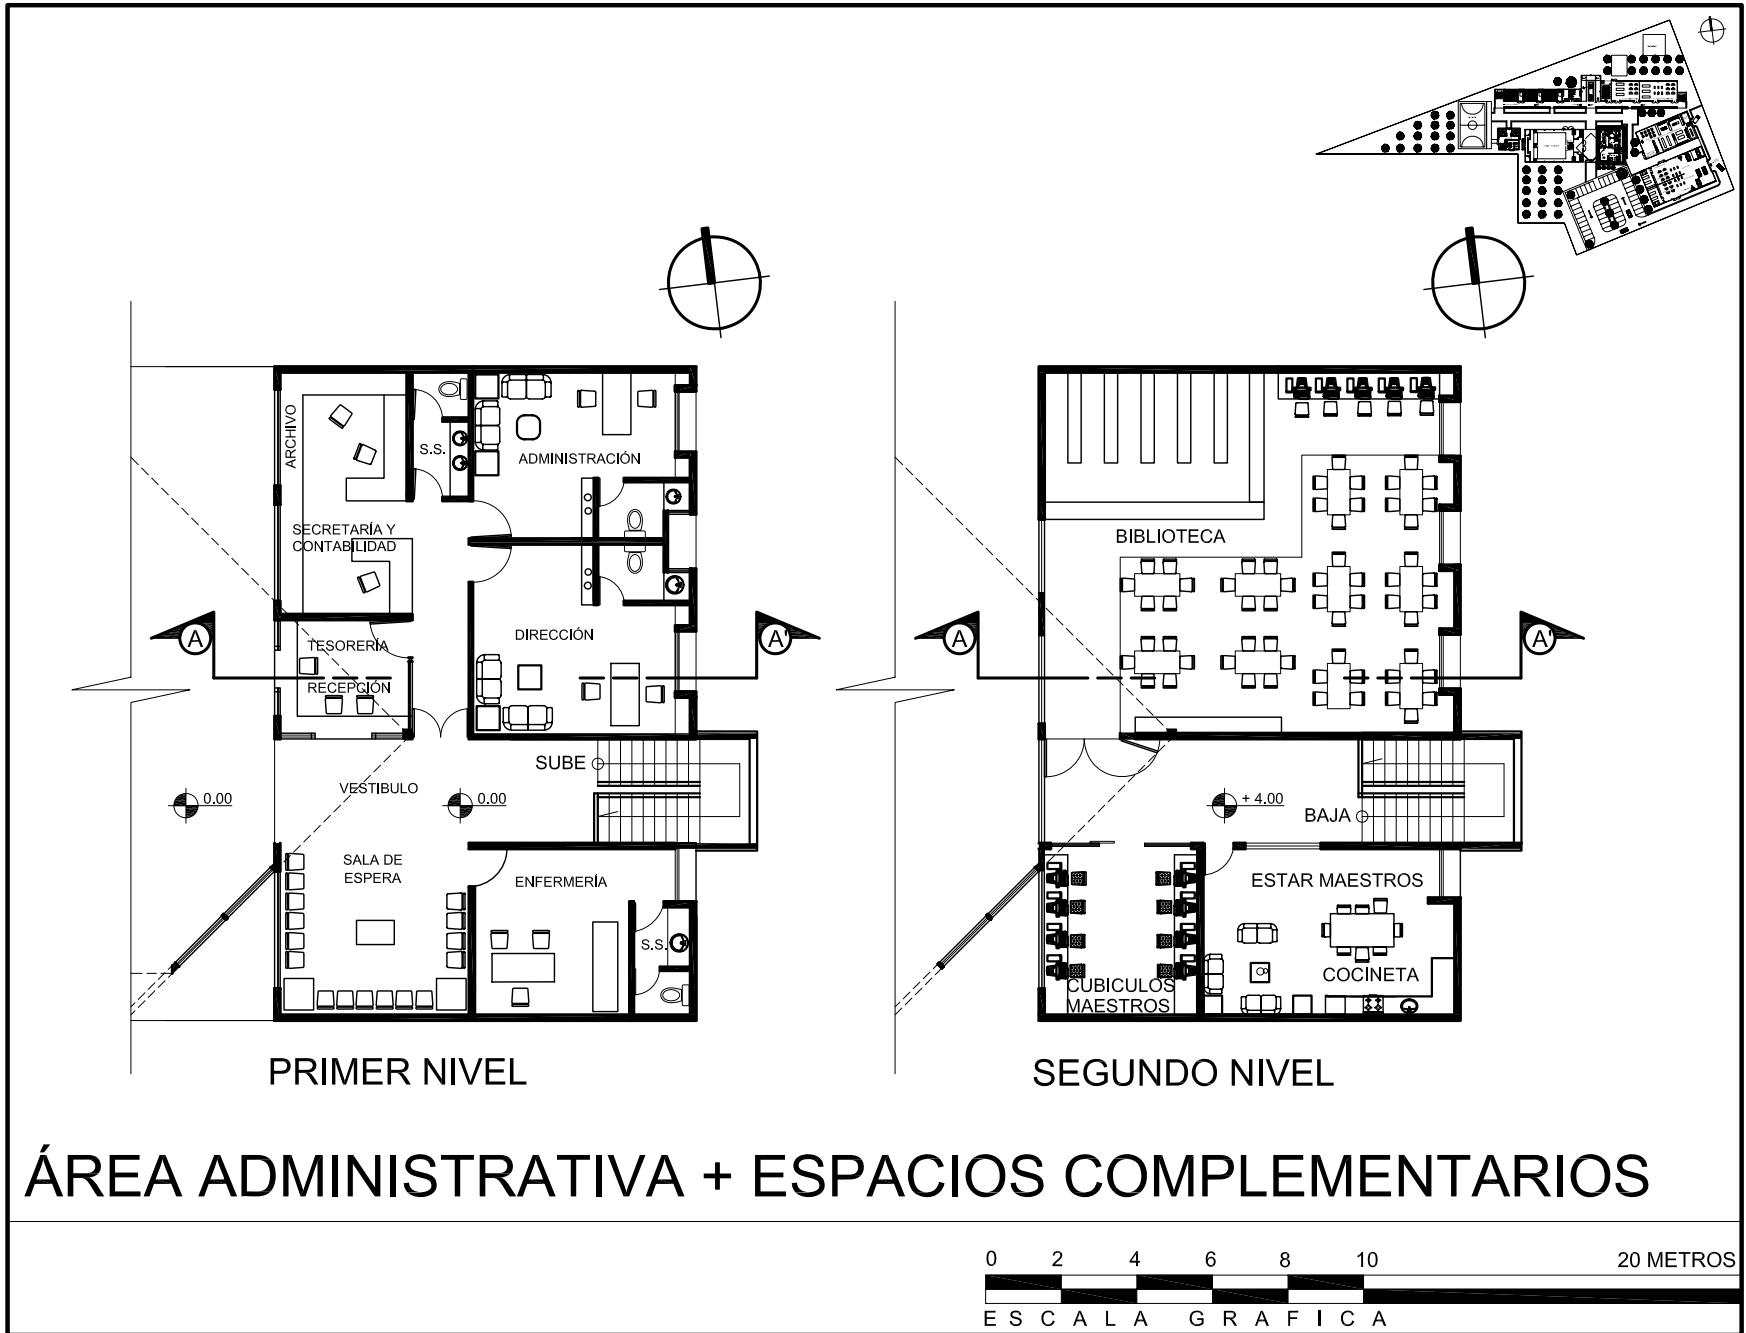 ARCHIVO
S.S.
ADMINISTRACIÓN
SECRETARÍA Y
CONTABILIDAD
TESORERÍA
RECEPCIÓN
DIRECCIÓN
A
A'
SUBE
VESTIBULO
0.00
0.00
SALA DE
ESPERA
ENFERMERÍA
S.S.
PRIMER NIVEL
BIBLIOTECA
A
A'
+ 4.00
BAJA
ESTAR MAESTROS
COCINETA
CUBICULOS
MAESTROS
SEGUNDO NIVEL
ÁREA ADMINISTRATIVA + ESPACIOS COMPLEMENTARIOS
0 2 4 6 8 10 20 METROS
ESCALA GRAFICA